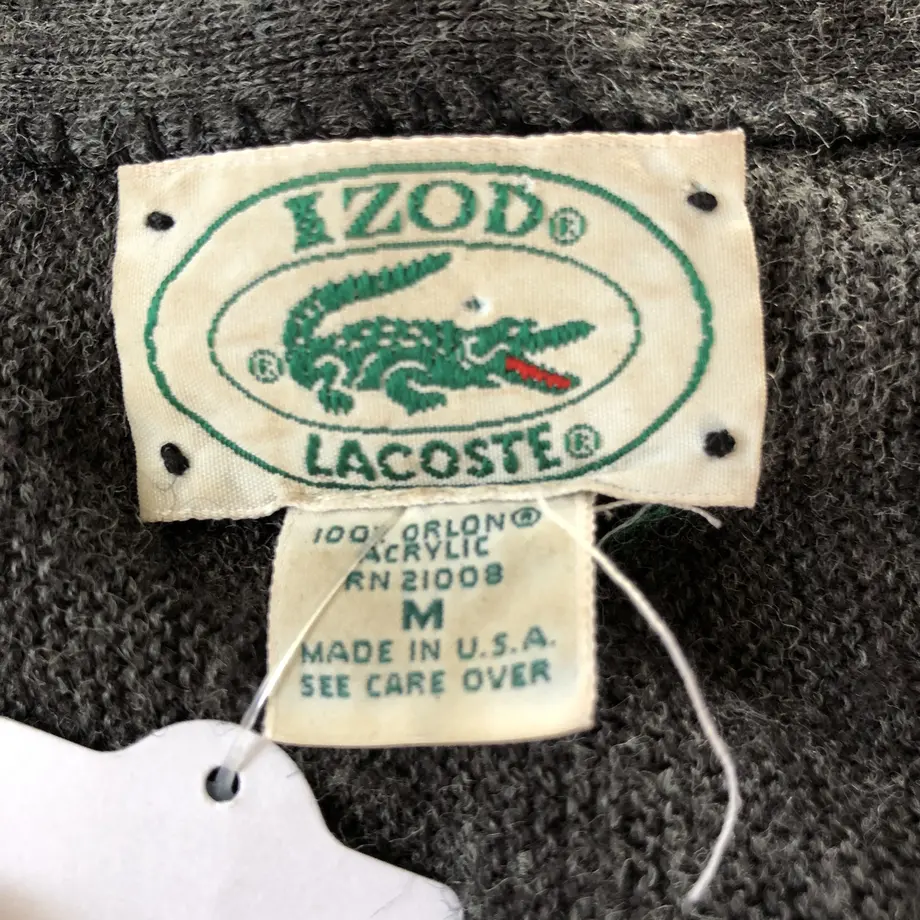 IZOD®
®
LACOSTE®
100% ORLON®
ACRYLIC
RN 21008
M
MADE IN U.S.A.
SEE CARE OVER